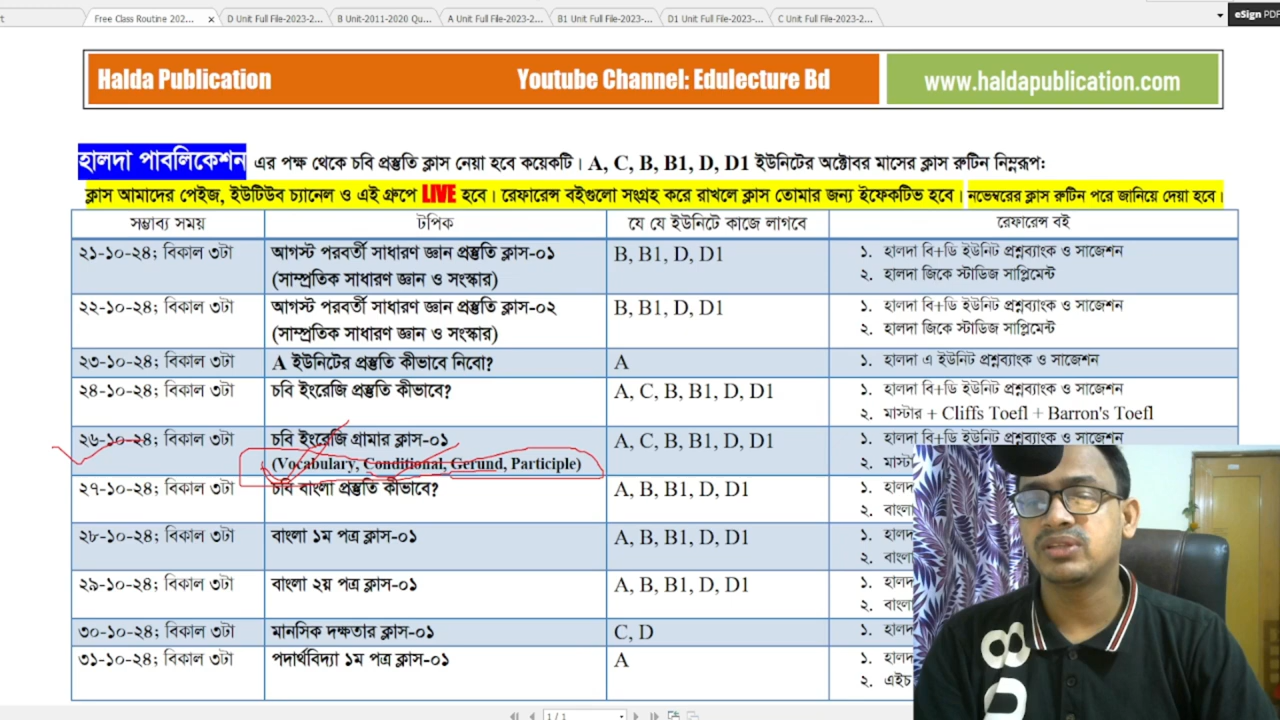 Free Class Routine 202... × D Unit Full File-2023-2... B Unit-2011-2020 Qu... A Unit Full File-2023-2... B1 Unit Full File-2023-... D1 Unit Full File-2023-... C Unit Full File-2023-2...
eSign PDF
Halda Publication Youtube Channel: Edulecture Bd www.haldapublication.com
হালদা পাবলিকেশন এর পক্ষ থেকে চবি প্রস্তুতি ক্লাস নেয়া হবে কয়েকটি। A, C, B, B1, D, D1 ইউনিটের অক্টোবর মাসের ক্লাস রুটিন নিম্নরূপ:
ক্লাস আমাদের পেইজ, ইউটিউব চ্যানেল ও এই গ্রুপে LIVE হবে। রেফারেন্স বইগুলো সংগ্রহ করে রাখলে ক্লাস তোমার জন্য ইফেকটিভ হবে। নভেম্বরের ক্লাস রুটিন পরে জানিয়ে দেয়া হবে।
সম্ভাব্য সময় টপিক যে যে ইউনিটে কাজে লাগবে রেফারেন্স বই
২১-১০-২৪; বিকাল ৩টা আগস্ট পরবর্তী সাধারণ জ্ঞান প্রস্তুতি ক্লাস-০১ B, B1, D, D1 ১. হালদা বি+ডি ইউনিট প্রশ্নব্যাংক ও সাজেশন
(সাম্প্রতিক সাধারণ জ্ঞান ও সংস্কার) ২. হালদা জিকে স্টাডিজ সাপ্লিমেন্ট
২২-১০-২৪; বিকাল ৩টা আগস্ট পরবর্তী সাধারণ জ্ঞান প্রস্তুতি ক্লাস-০২ B, B1, D, D1 ১. হালদা বি+ডি ইউনিট প্রশ্নব্যাংক ও সাজেশন
(সাম্প্রতিক সাধারণ জ্ঞান ও সংস্কার) ২. হালদা জিকে স্টাডিজ সাপ্লিমেন্ট
২৩-১০-২৪; বিকাল ৩টা A ইউনিটের প্রস্তুতি কীভাবে নিবো? A ১. হালদা এ ইউনিট প্রশ্নব্যাংক ও সাজেশন
২৪-১০-২৪; বিকাল ৩টা চবি ইংরেজি প্রস্তুতি কীভাবে? A, C, B, B1, D, D1 ১. হালদা বি+ডি ইউনিট প্রশ্নব্যাংক ও সাজেশন
২. মাস্টার + Cliffs Toefl + Barron's Toefl
২৬-১০-২৪; বিকাল ৩টা চবি ইংরেজি গ্রামার ক্লাস-০১ A, C, B, B1, D, D1 ১. হালদা বি+ডি ইউনিট প্রশ্নব্যাংক ও সাজেশন
(Vocabulary, Conditional, Gerund, Participle) ২.
২৭-১০-২৪; বিকাল ৩টা চবি বাংলা প্রস্তুতি কীভাবে? A, B, B1, D, D1 ১.
২.
২৮-১০-২৪; বিকাল ৩টা বাংলা ১ম পত্র ক্লাস-০১ A, B, B1, D, D1 ১.
২.
২৯-১০-২৪; বিকাল ৩টা বাংলা ২য় পত্র ক্লাস-০১ A, B, B1, D, D1 ১.
২.
৩০-১০-২৪; বিকাল ৩টা মানসিক দক্ষতার ক্লাস-০১ C, D ১.
৩১-১০-২৪; বিকাল ৩টা পদার্থবিদ্যা ১ম পত্র ক্লাস-০১ A ১.
২.
1 / 1